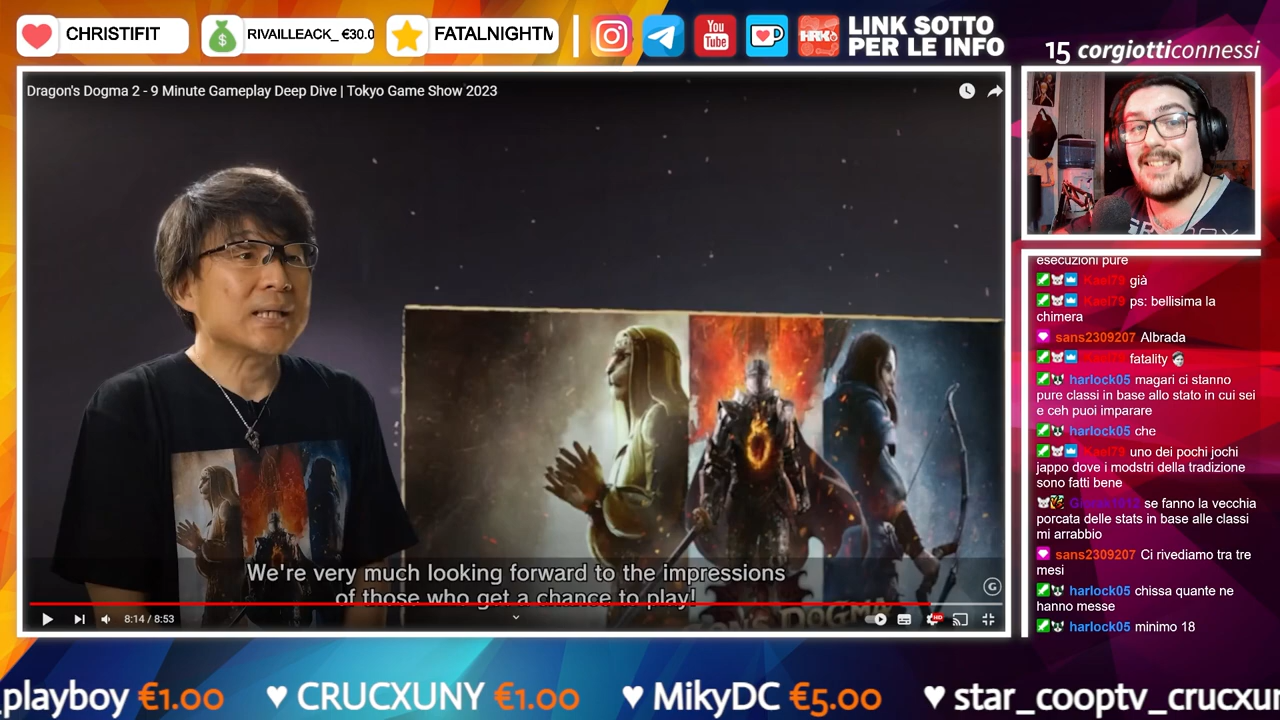 CHRISTIFIT
RIVAILLEACK_ €30.0
FATALNIGHTM
You
Tube
HRK
LINK SOTTO
PER LE INFO
15 corgiotticonnessi
Dragon's Dogma 2 - 9 Minute Gameplay Deep Dive | Tokyo Game Show 2023
We're very much looking forward to the impressions
of those who get a chance to play!
8:14 / 8:53
HD
G
esecuzioni pure
Kael79 già
Kael79 ps: bellisima la
chimera
sans2309207 Albrada
Kael79 fatality
harlock05 magari ci stanno
pure classi in base allo stato in cui sei
e ceh puoi imparare
harlock05 che
Kael79 uno dei pochi jochi
jappo dove i modstri della tradizione
sono fatti bene
se fanno la vecchia
porcata delle stats in base alle classi
mi arrabbio
sans2309207 Ci rivediamo tra tre
mesi
harlock05 chissa quante ne
hanno messe
harlock05 minimo 18
playboy €1.00 ♥ CRUCXUNY €1.00 ♥ MikyDC €5.00 ♥ star_cooptv_crucxun